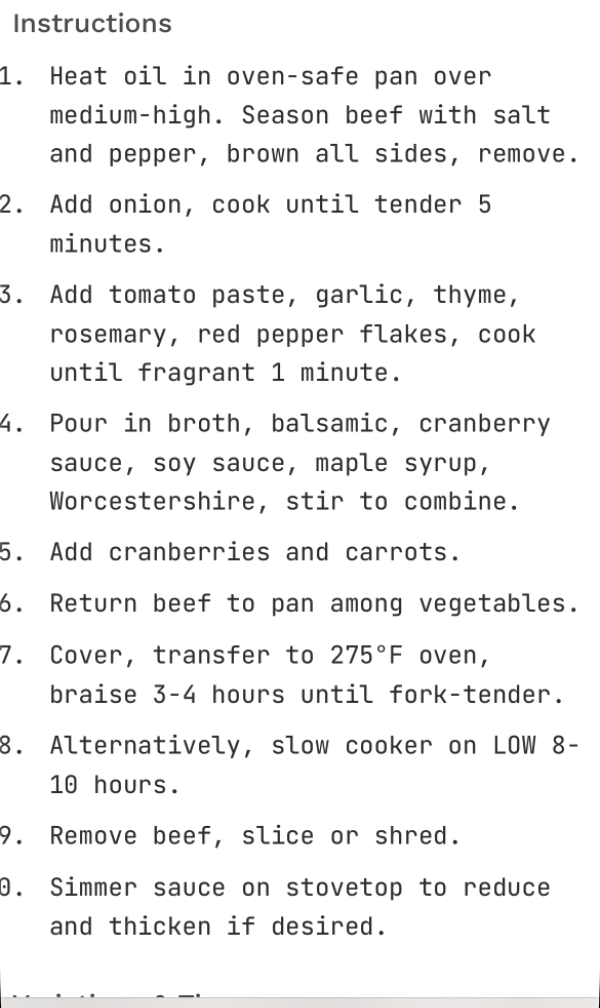 Instructions
1. Heat oil in oven-safe pan over
medium-high. Season beef with salt
and pepper, brown all sides, remove.
2. Add onion, cook until tender 5
minutes.
3. Add tomato paste, garlic, thyme,
rosemary, red pepper flakes, cook
until fragrant 1 minute.
4. Pour in broth, balsamic, cranberry
sauce, soy sauce, maple syrup,
Worcestershire, stir to combine.
5. Add cranberries and carrots.
6. Return beef to pan among vegetables.
7. Cover, transfer to 275°F oven,
braise 3-4 hours until fork-tender.
8. Alternatively, slow cooker on LOW 8-
10 hours.
9. Remove beef, slice or shred.
0. Simmer sauce on stovetop to reduce
and thicken if desired.